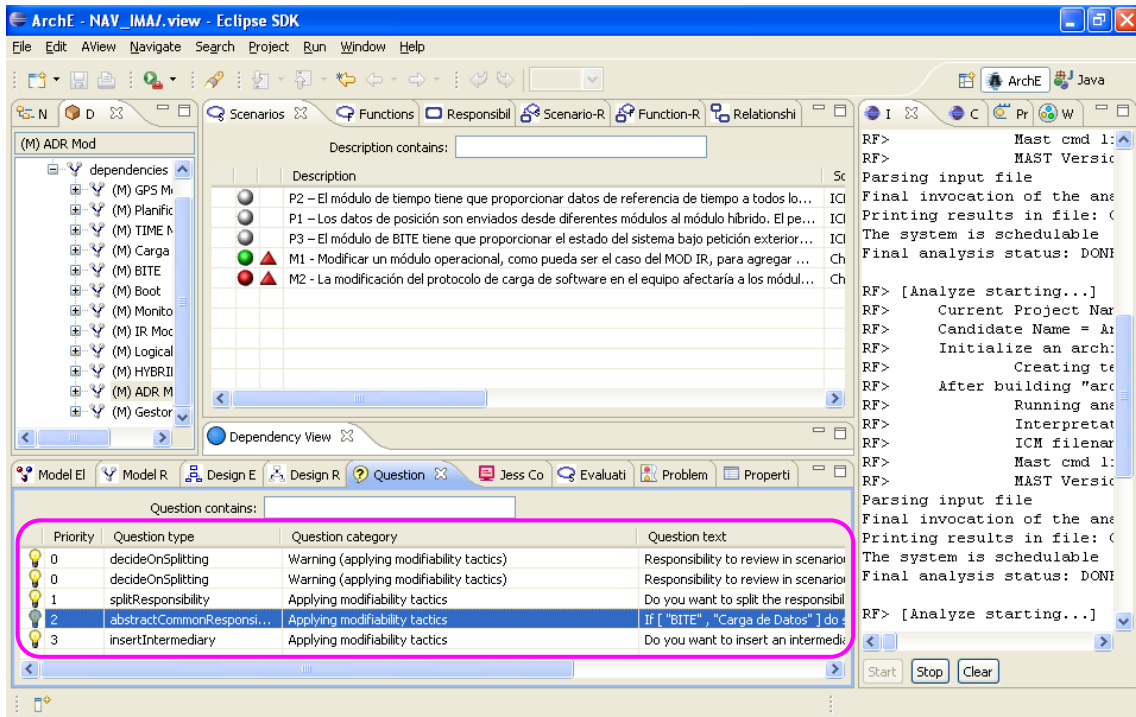 ArchE - NAV_IMA/.view - Eclipse SDK
File Edit AView Navigate Search Project Run Window Help
ArchE Java
N D
(M) ADR Mod
dependencies
(M) GPS
(M) Planific
(M) TIME
(M) Carga
(M) BITE
(M) Boot
(M) Monito
(M) IR Moc
(M) Logical
(M) HYBRI
(M) ADR M
(M) Gestor
Scenarios Functions Responsibil Scenario-R Function-R Relationshi
Description contains:
Description Sc
P2 – El módulo de tiempo tiene que proporcionar datos de referencia de tiempo a todos lo... ICI
P1 – Los datos de posición son enviados desde diferentes módulos al módulo híbrido. El pe... ICI
P3 – El módulo de BITE tiene que proporcionar el estado del sistema bajo petición exterior... ICI
M1 - Modificar un módulo operacional, como pueda ser el caso del MOD IR, para agregar ... Ch
M2 - La modificación del protocolo de carga de software en el equipo afectaría a los módul... Ch
Dependency View
Model El Model R Design E Design R Question Jess Co Evaluati Problem Properti
Question contains:
Priority Question type Question category Question text
0 decideOnSplitting Warning (applying modifiability tactics) Responsibility to review in scenario
0 decideOnSplitting Warning (applying modifiability tactics) Responsibility to review in scenario
1 splitResponsibility Applying modifiability tactics Do you want to split the responsibil
2 abstractCommonResponsi... Applying modifiability tactics If [ "BITE" , "Carga de Datos" ] do
3 insertIntermediary Applying modifiability tactics Do you want to insert an intermedia
I C Pr W
RF> Mast cmd
RF> MAST Versio
Parsing input file
Final invocation of the ana
Printing results in file:
The system is schedulable
Final analysis status: DONE
RF> [Analyze starting...]
RF> Current Project Nam
RF> Candidate Name = Ar
RF> Initialize an arch
RF> Creating te
RF> After building "arc
RF> Running ana
RF> Interpretat
RF> ICM filenam
RF> Mast cmd
RF> MAST Versio
Parsing input file
Final invocation of the ana
Printing results in file:
The system is schedulable
Final analysis status: DONE
RF> [Analyze starting...]
Start Stop Clear